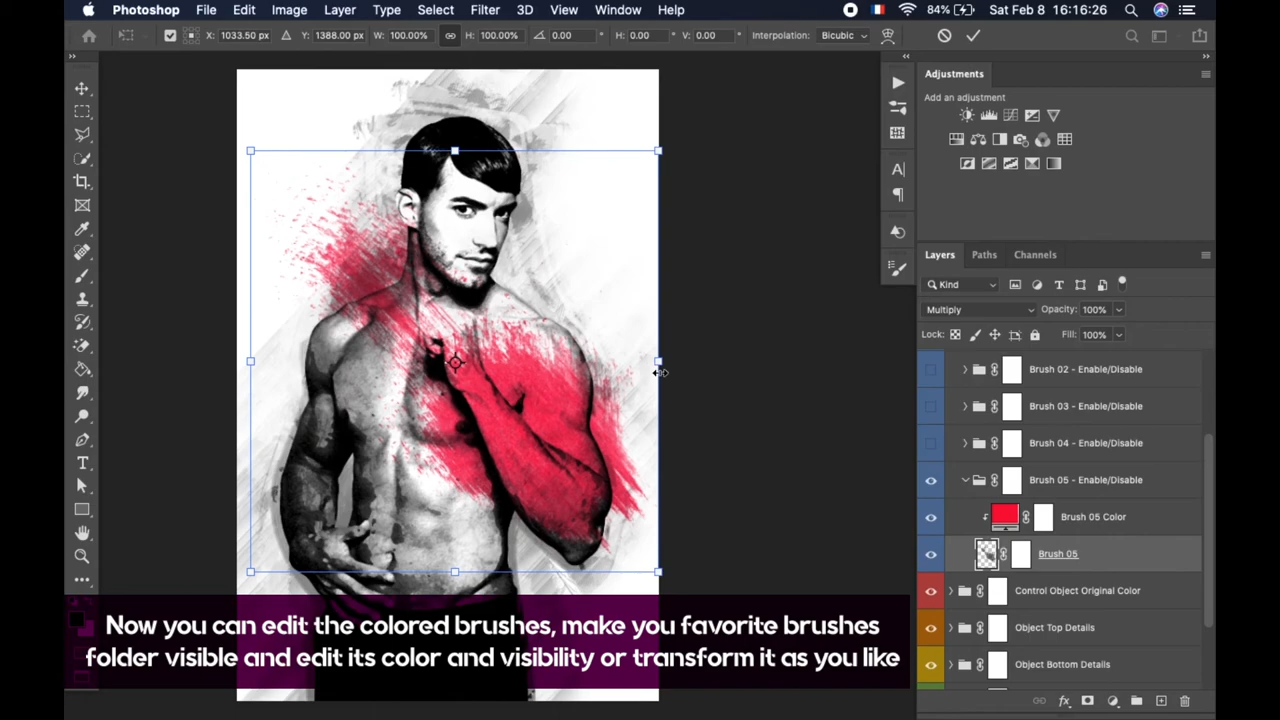 Photoshop File Edit Image Layer Type Select Filter 3D View Window Help 84% Sat Feb 8 16:16:26
X: 1033.50 px Y: 1388.00 px W: 100.00% H: 100.00% 0.00 ° H: 0.00 ° V: 0.00 ° Interpolation: Bicubic
Adjustments
Add an adjustment
Layers Paths Channels
Kind
Multiply Opacity: 100%
Lock: Fill: 100%
Brush 02 - Enable/Disable
Brush 03 - Enable/Disable
Brush 04 - Enable/Disable
Brush 05 - Enable/Disable
Brush 05 Color
Brush 05
Control Object Original Color
Object Top Details
Object Bottom Details
Now you can edit the colored brushes, make you favorite brushes
folder visible and edit its color and visibility or transform it as you like